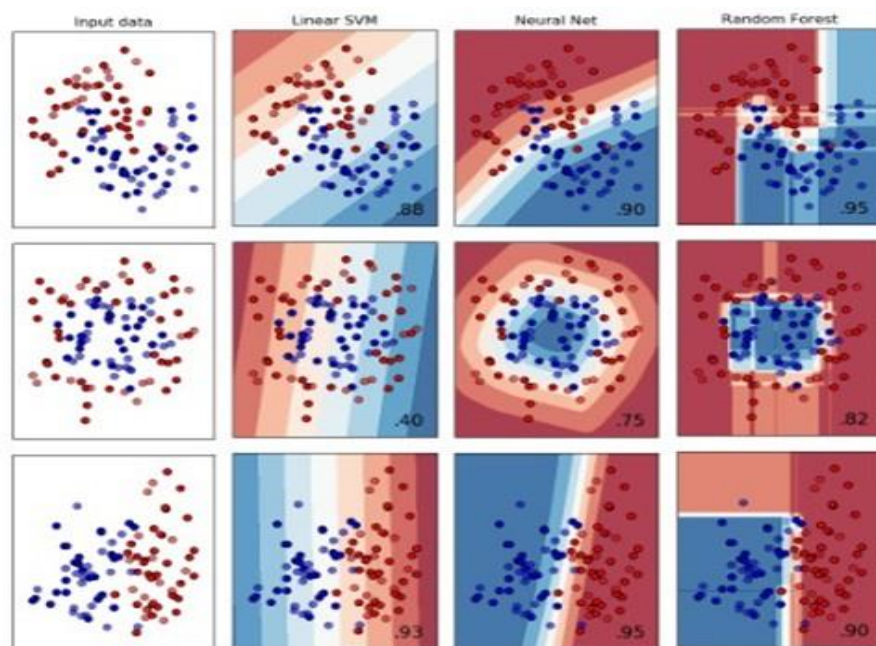 Input data Linear SVM Neural Net Random Forest
.88 .90 .95
.40 .75 .82
.93 .95 .90